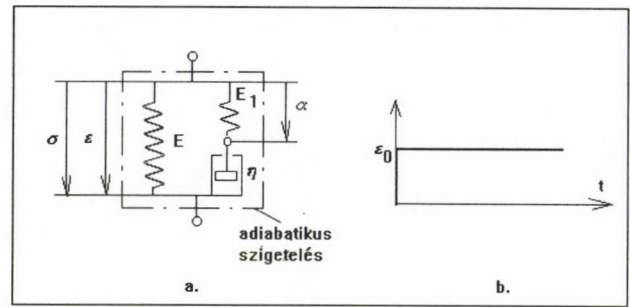 E₁
α
σ
ε
E
η
ε₀
t
adiabatikus
szigetelés
a.
b.